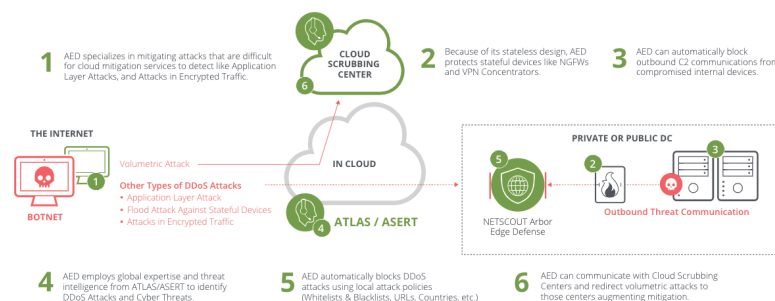 1 AED specializes in mitigating attacks that are difficult
for cloud mitigation services to detect like Application
Layer Attacks, and Attacks in Encrypted Traffic.
CLOUD
SCRUBBING
CENTER
6
2 Because of its stateless design, AED
protects stateful devices like NGFWs
and VPN Concentrators.
3 AED can automatically block
outbound C2 communications from
compromised internal devices.
THE INTERNET
1
BOTNET
Volumetric Attack
Other Types of DDoS Attacks
• Application Layer Attack
• Flood Attack Against Stateful Devices
• Attacks in Encrypted Traffic
IN CLOUD
4
ATLAS / ASERT
PRIVATE OR PUBLIC DC
5
2
3
NETSCOUT Arbor
Edge Defense
Outbound Threat Communication
4 AED employs global expertise and threat
intelligence from ATLAS/ASERT to identify
DDoS Attacks and Cyber Threats.
5 AED automatically blocks DDoS
attacks using local attack policies
(Whitelists & Blacklists, URLs, Countries, etc.)
6 AED can communicate with Cloud Scrubbing
Centers and redirect volumetric attacks to
those centers augmenting mitigation.